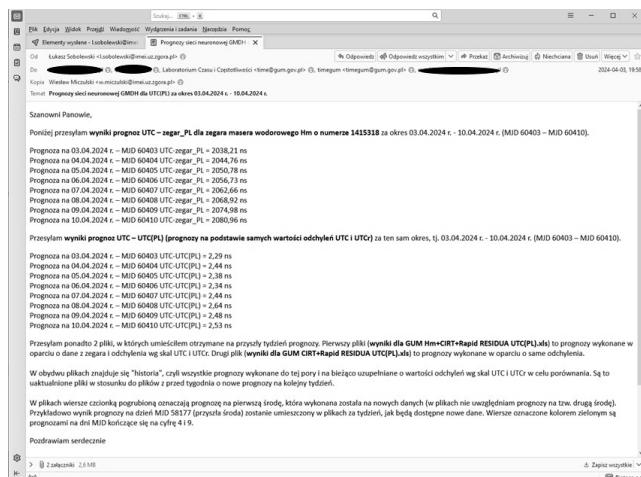 Szukaj... CTRL + K
Plik Edycja Widok Przejdź Wiadomość Wydarzenia i zadania Narzędzia Pomoc
Elementy wysłane - l.sobolewski@imei
Prognozy sieci neuronowej GMDH
Od Łukasz Sobolewski <l.sobolewski@imei.uz.zgora.pl>
Odpowiedz Odpowiedz wszystkim Przekaż Archiwizuj Niechciana Usuń Więcej
Do Laboratorium Czasu i Częstotliwości <time@gum.gov.pl>, timegum <timegum@gum.gov.pl>,
2024-04-03, 19:58
Kopia Wiesław Miczulski <w.miczulski@imei.uz.zgora.pl>
Temat Prognozy sieci neuronowej GMDH dla UTC(PL) za okres 03.04.2024 r. - 10.04.2024 r.
Szanowni Panowie,
Poniżej przesyłam wyniki prognoz UTC – zegar_PL dla zegara masera wodorowego Hm o numerze 1415318 za okres 03.04.2024 r. - 10.04.2024 r. (MJD 60403 – MJD 60410).
Prognoza na 03.04.2024 r. – MJD 60403 UTC-zegar_PL = 2038,21 ns
Prognoza na 04.04.2024 r. – MJD 60404 UTC-zegar_PL = 2044,76 ns
Prognoza na 05.04.2024 r. – MJD 60405 UTC-zegar_PL = 2050,78 ns
Prognoza na 06.04.2024 r. – MJD 60406 UTC-zegar_PL = 2056,73 ns
Prognoza na 07.04.2024 r. – MJD 60407 UTC-zegar_PL = 2062,66 ns
Prognoza na 08.04.2024 r. – MJD 60408 UTC-zegar_PL = 2068,92 ns
Prognoza na 09.04.2024 r. – MJD 60409 UTC-zegar_PL = 2074,98 ns
Prognoza na 10.04.2024 r. – MJD 60410 UTC-zegar_PL = 2080,96 ns
Przesyłam wyniki prognoz UTC – UTC(PL) (prognozy na podstawie samych wartości odchyleń UTC i UTCr) za ten sam okres, tj. 03.04.2024 r. - 10.04.2024 r. (MJD 60403 – MJD 60410).
Prognoza na 03.04.2024 r. – MJD 60403 UTC-UTC(PL) = 2,29 ns
Prognoza na 04.04.2024 r. – MJD 60404 UTC-UTC(PL) = 2,44 ns
Prognoza na 05.04.2024 r. – MJD 60405 UTC-UTC(PL) = 2,38 ns
Prognoza na 06.04.2024 r. – MJD 60406 UTC-UTC(PL) = 2,34 ns
Prognoza na 07.04.2024 r. – MJD 60407 UTC-UTC(PL) = 2,44 ns
Prognoza na 08.04.2024 r. – MJD 60408 UTC-UTC(PL) = 2,64 ns
Prognoza na 09.04.2024 r. – MJD 60409 UTC-UTC(PL) = 2,48 ns
Prognoza na 10.04.2024 r. – MJD 60410 UTC-UTC(PL) = 2,53 ns
Przesyłam ponadto 2 pliki, w których umieściłem otrzymane na przyszły tydzień prognozy. Pierwszy pliki (wyniki dla GUM Hm+CIRT+Rapid RESIDUA UTC(PL).xls) to prognozy wykonane w
oparciu o dane z zegara i odchylenia wg skal UTC i UTCr. Drugi plik (wyniki dla GUM CIRT+Rapid RESIDUA UTC(PL).xls) to prognozy wykonane w oparciu o same odchylenia.
W obydwu plikach znajduje się "historia", czyli wszystkie prognozy wykonane do tej pory i na bieżąco uzupełniane o wartości odchyleń wg skal UTC i UTCr w celu porównania. Są to
uaktualnione pliki w stosunku do plików z przed tygodnia o nowe prognozy na kolejny tydzień.
W plikach wiersze czcionką pogrubioną oznaczają prognozę na pierwszą środę, która wykonana została na nowych danych (w plikach nie uwzględniam prognozy na tzw. drugą środę).
Przykładowo wynik prognozy na dzień MJD 58177 (przyszła środa) zostanie umieszczony w plikach za tydzień, jak będą dostępne nowe dane. Wiersze oznaczone kolorem zielonym są
prognozami na dni MJD kończące się na cyfrę 4 i 9.
Pozdrawiam serdecznie
2 załączniki 2,6 MB
Zapisz wszystkie